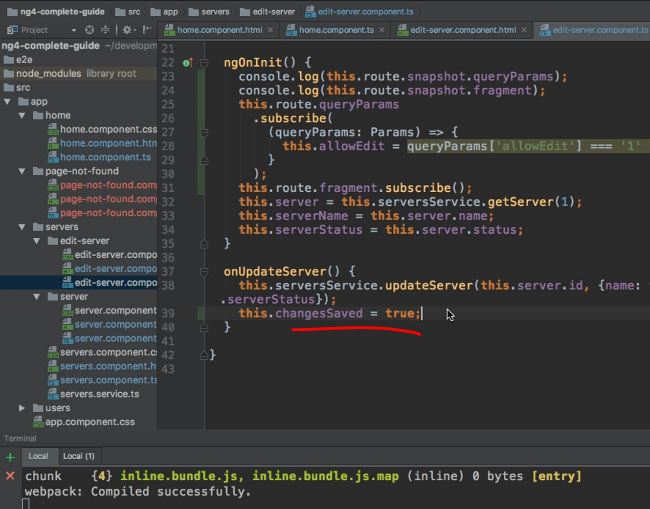 ng4-complete-guide src app servers edit-server edit-server.component.ts
Project home.component.html home.component.ts edit-server.component.html edit-server.component.ts
ng4-complete-guide ~/developm
e2e
node_modules library root
src
app
home
home.component.css
home.component.htm
home.component.ts
page-not-found
page-not-found.comp
page-not-found.comp
page-not-found.comp
servers
edit-server
edit-server.compo
edit-server.compo
edit-server.compo
server
server.component.
server.component.
server.component.
servers.component.c
servers.component.h
servers.component.t
servers.service.ts
users
app.component.css
21
22 ngOnInit() {
23 console.log(this.route.snapshot.queryParams);
24 console.log(this.route.snapshot.fragment);
25 this.route.queryParams
26 .subscribe(
27 (queryParams: Params) => {
28 this.allowEdit = queryParams['allowEdit'] === '1'
29 }
30 );
31 this.route.fragment.subscribe();
32 this.server = this.serversService.getServer(1);
33 this.serverName = this.server.name;
34 this.serverStatus = this.server.status;
35 }
36
37 onUpdateServer() {
38 this.serversService.updateServer(this.server.id, {name:
.serverStatus});
39 this.changesSaved = true;
40 }
41
42 }
43
Terminal
Local Local (1)
chunk {4} inline.bundle.js, inline.bundle.js.map (inline) 0 bytes [entry]
webpack: Compiled successfully.